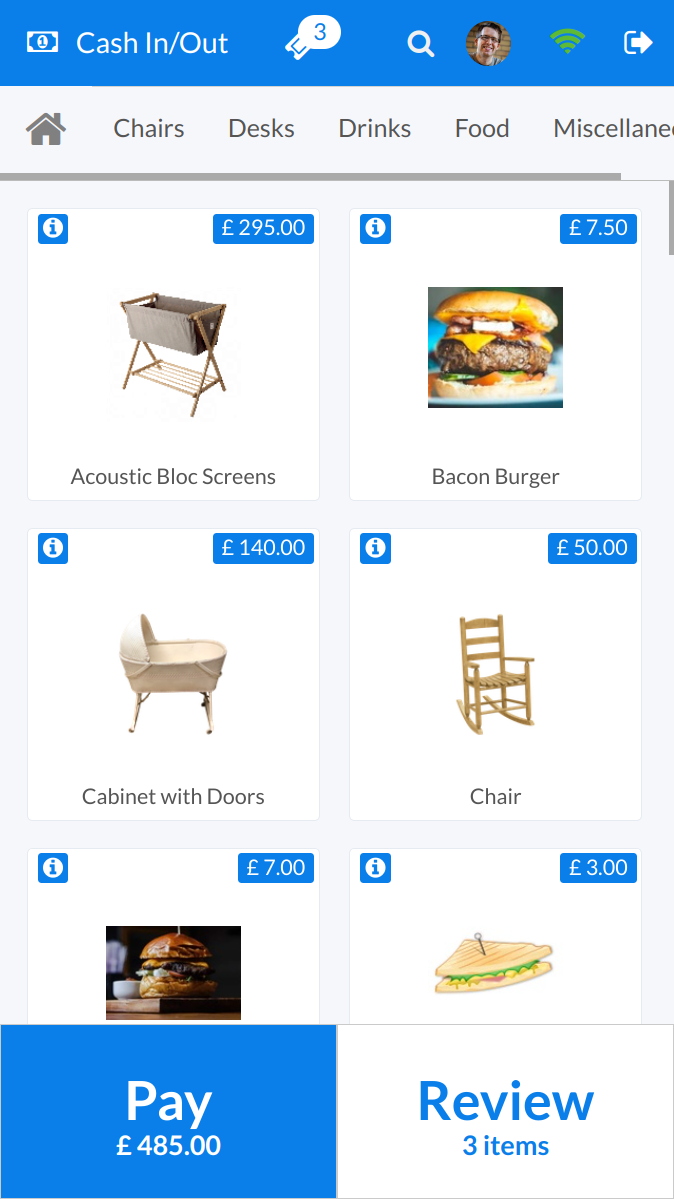 Cash In/Out
3
Chairs
Desks
Drinks
Food
Miscellane
£ 295.00
£ 7.50
Acoustic Bloc Screens
Bacon Burger
£ 140.00
£ 50.00
Cabinet with Doors
Chair
£ 7.00
£ 3.00
Pay
£ 485.00
Review
3 items